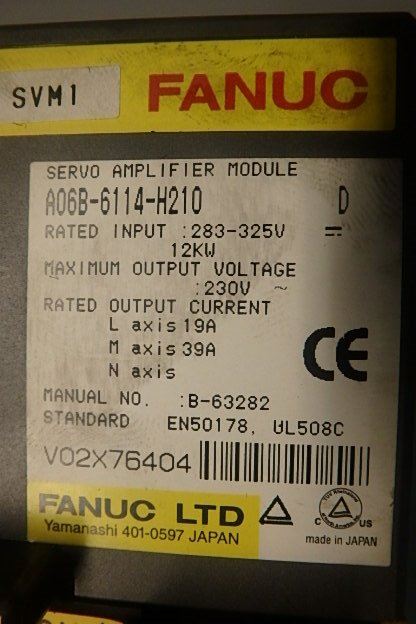 SVM1
FANUC
SERVO AMPLIFIER MODULE
A06B-6114-H210 D
RATED INPUT :283-325V
12KW
MAXIMUM OUTPUT VOLTAGE
:230V ~
RATED OUTPUT CURRENT
L axis 19A
M axis 39A
N axis
CE
MANUAL NO. :B-63282
STANDARD EN50178, UL508C
V02X76404
FANUC LTD
Yamanashi 401-0597 JAPAN
C US
made in JAPAN